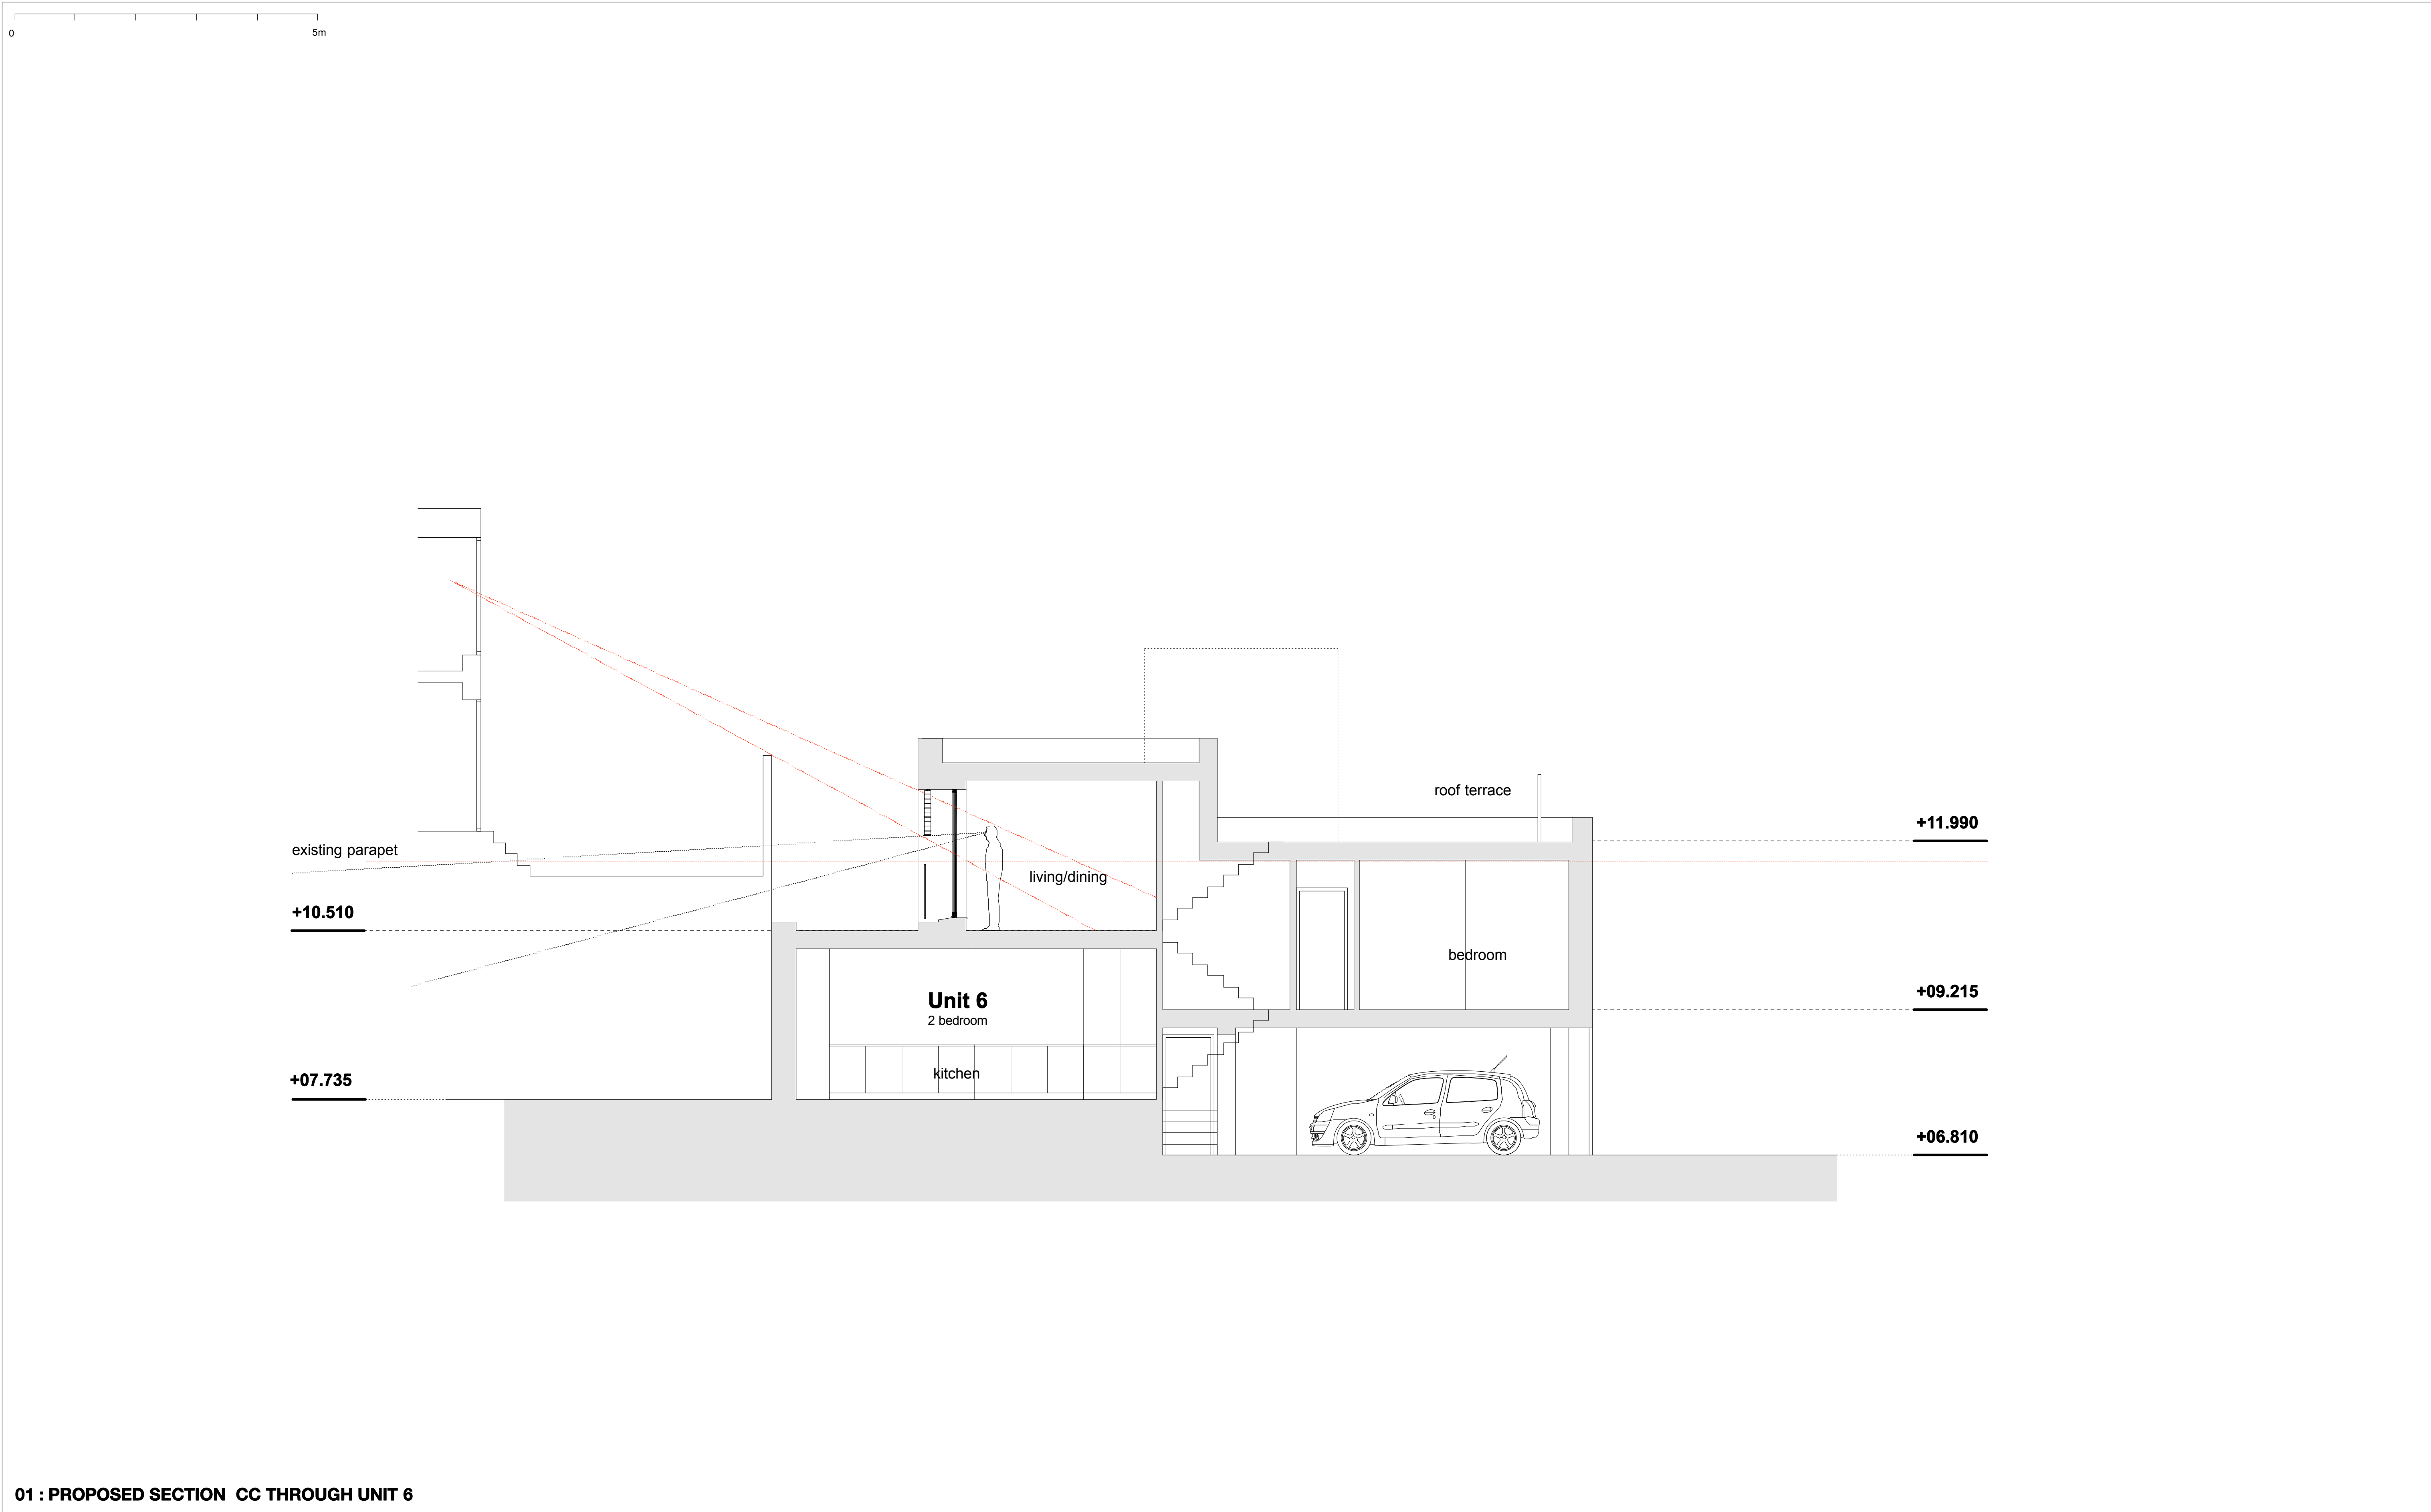 0 5m
roof terrace
+11.990
existing parapet
living/dining
+10.510
bedroom
+09.215
Unit 6
2 bedroom
kitchen
+07.735
+06.810
01 : PROPOSED SECTION  CC THROUGH UNIT 6